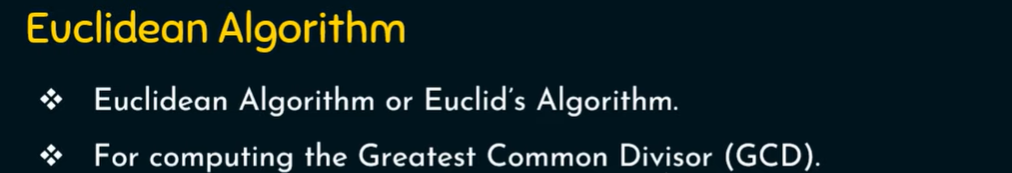 Euclidean Algorithm
❖ Euclidean Algorithm or Euclid's Algorithm.
❖ For computing the Greatest Common Divisor (GCD).